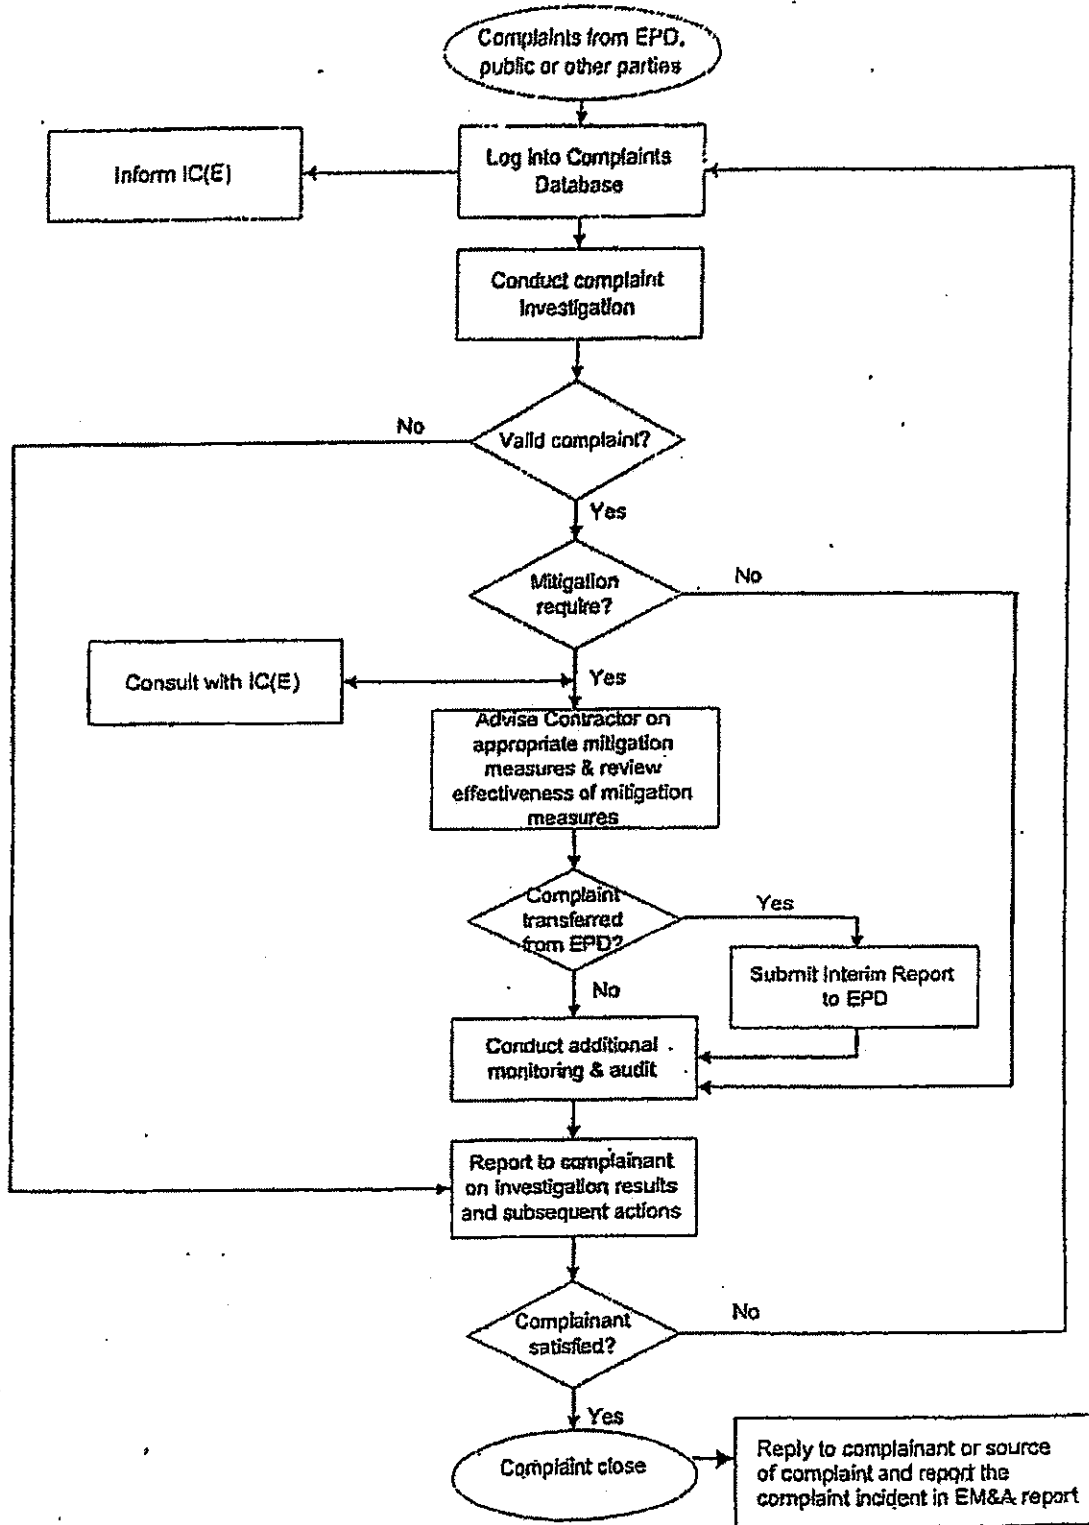 Complaints from EPD,
public or other parties
Inform IC(E)
Log into Complaints
Database
Conduct complaint
Investigation
No
Valid complaint?
Yes
Mitigation
require?
No
Consult with IC(E)
Yes
Advise Contractor on
appropriate mitigation
measures & review
effectiveness of mitigation
measures
Complaint
transferred
from EPD?
Yes
Submit Interim Report
to EPD
No
Conduct additional
monitoring & audit
Report to complainant
on investigation results
and subsequent actions
Complainant
satisfied?
No
Yes
Complaint close
Reply to complainant or source
of complaint and report the
complaint incident in EM&A report